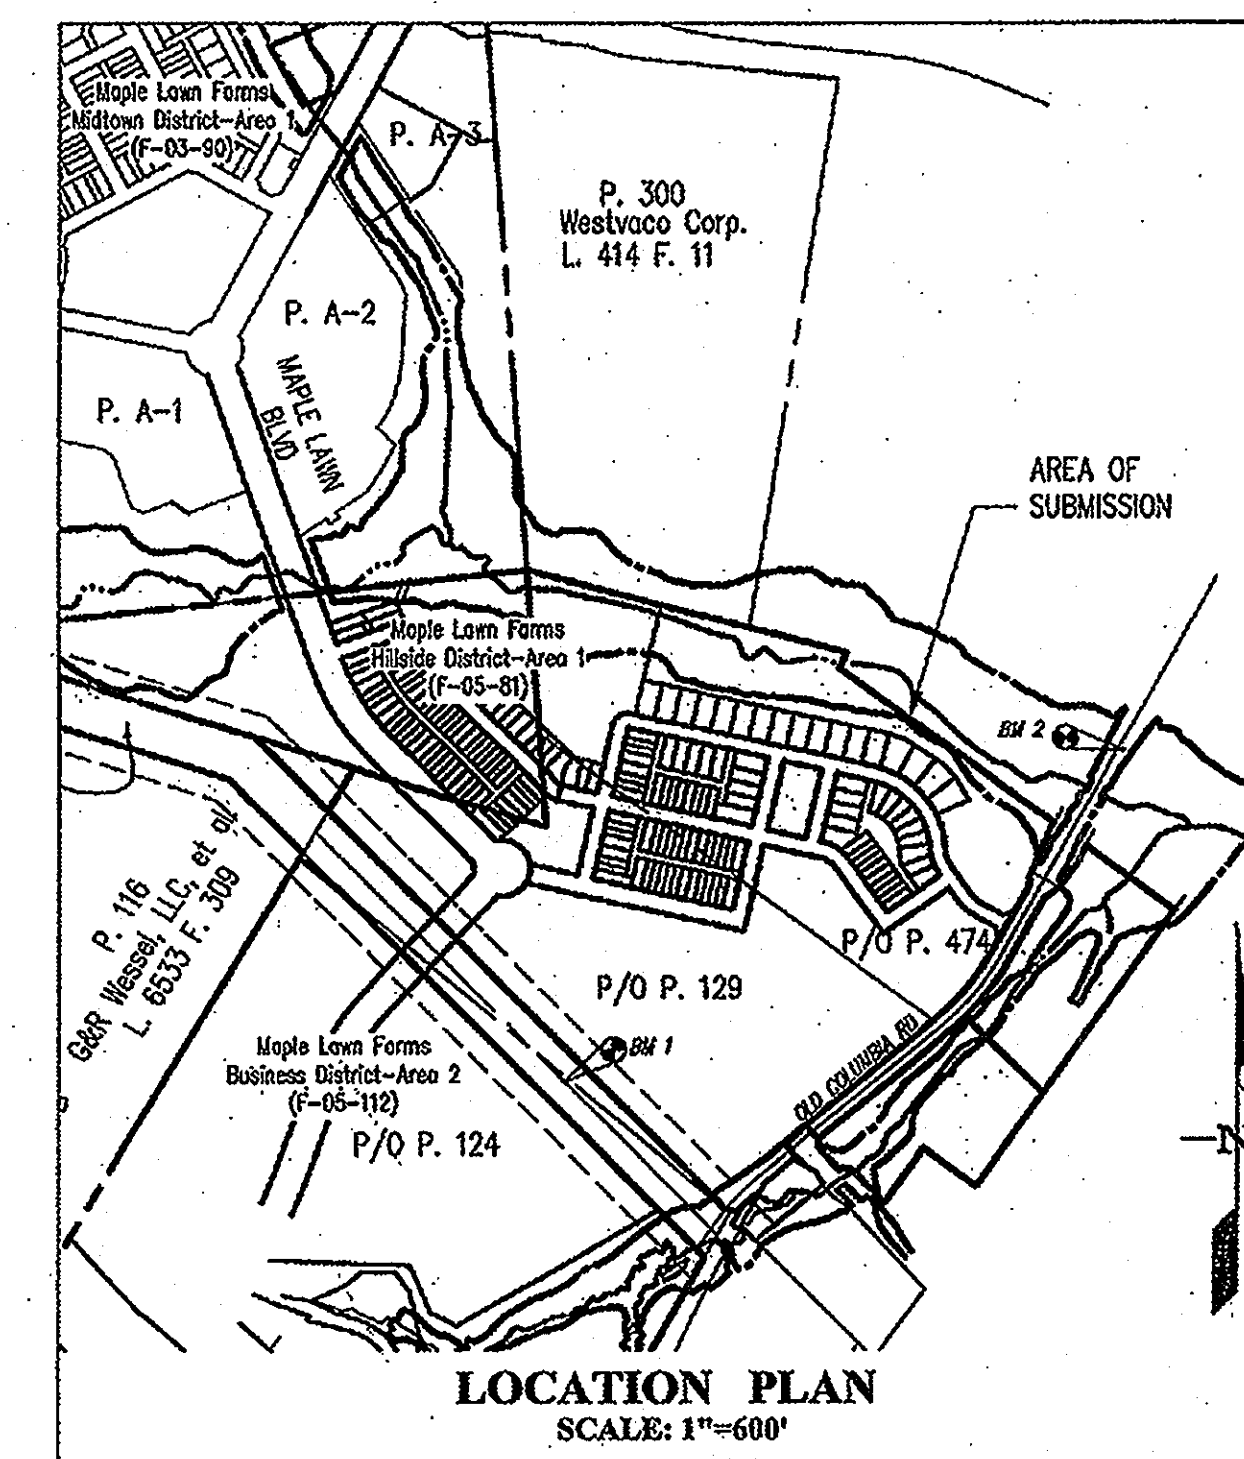 Maple Lawn Farms
Midtown District-Area 1
(F-03-90)
P. A-3
P. 300
Westvaco Corp.
L. 414 F. 11
P. A-2
MAPLE LAWN
BLVD
P. A-1
AREA OF
SUBMISSION
Maple Lawn Farms
Hillside District-Area 1
(F-05-81)
BM 2
P. 116
G&R Wessel, LLC, et al
L. 6533 F. 309
P/O P. 474
P/O P. 129
BM 1
OLD COLUMBIA RD
Maple Lawn Farms
Business District-Area 2
(F-05-112)
P/O P. 124
N
LOCATION PLAN
SCALE: 1"=600'